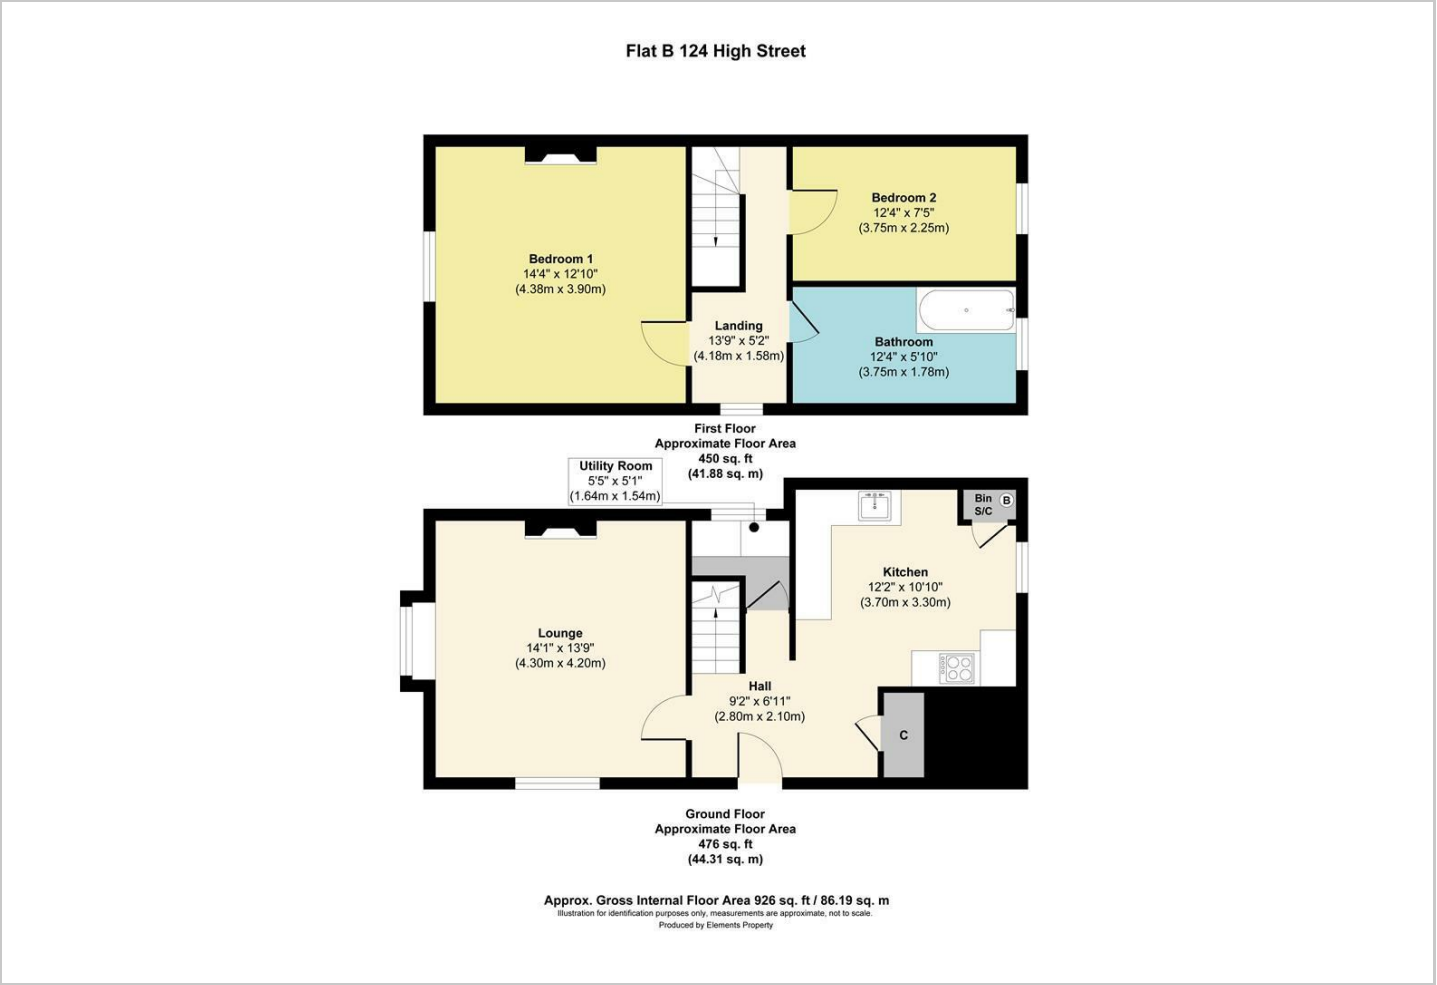 Flat B 124 High Street
Bedroom 1
14'4" x 12'10"
(4.38m x 3.90m)
Bedroom 2
12'4" x 7'5"
(3.75m x 2.25m)
Landing
13'9" x 5'2"
(4.18m x 1.58m)
Bathroom
12'4" x 5'10"
(3.75m x 1.78m)
First Floor
Approximate Floor Area
450 sq. ft
(41.88 sq. m)
Utility Room
5'5" x 5'1"
(1.64m x 1.54m)
Bin
S/C
B
Kitchen
12'2" x 10'10"
(3.70m x 3.30m)
Lounge
14'1" x 13'9"
(4.30m x 4.20m)
Hall
9'2" x 6'11"
(2.80m x 2.10m)
C
Ground Floor
Approximate Floor Area
476 sq. ft
(44.31 sq. m)
Approx. Gross Internal Floor Area 926 sq. ft / 86.19 sq. m
Illustration for identification purposes only, measurements are approximate, not to scale.
Produced by Elements Property